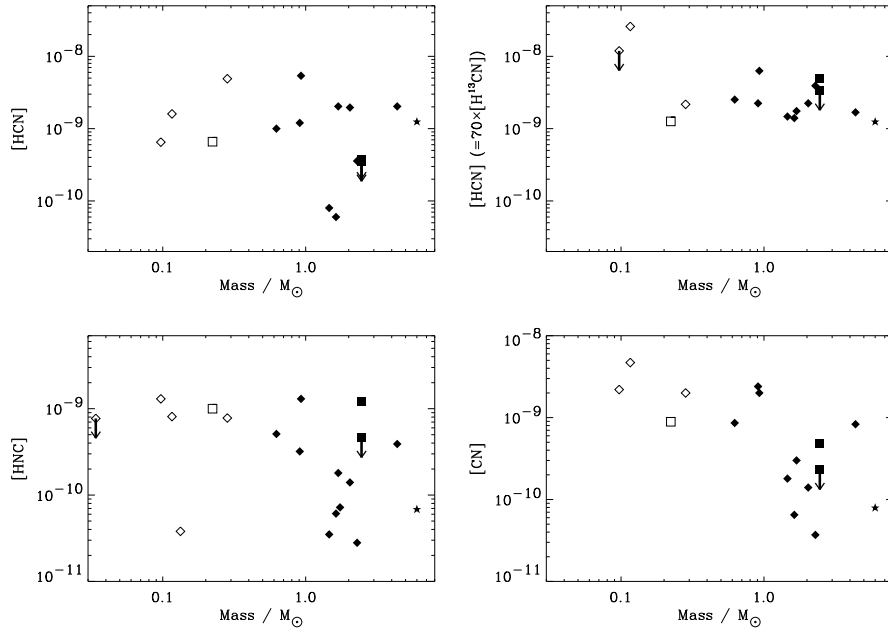 [HCN]
10⁻⁸
10⁻⁹
10⁻¹⁰
0.1 1.0
Mass / M☉
[HCN] (=70×[H¹³CN])
10⁻⁸
10⁻⁹
10⁻¹⁰
0.1 1.0
Mass / M☉
[HNC]
10⁻⁹
10⁻¹⁰
10⁻¹¹
0.1 1.0
Mass / M☉
[CN]
10⁻⁸
10⁻⁹
10⁻¹⁰
10⁻¹¹
0.1 1.0
Mass / M☉